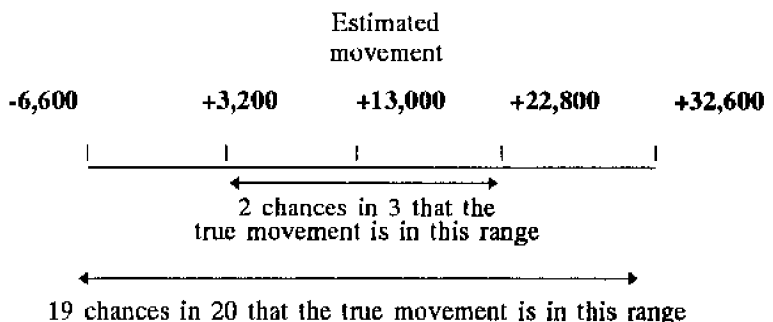 Estimated
movement
-6,600 +3,200 +13,000 +22,800 +32,600
2 chances in 3 that the
true movement is in this range
19 chances in 20 that the true movement is in this range